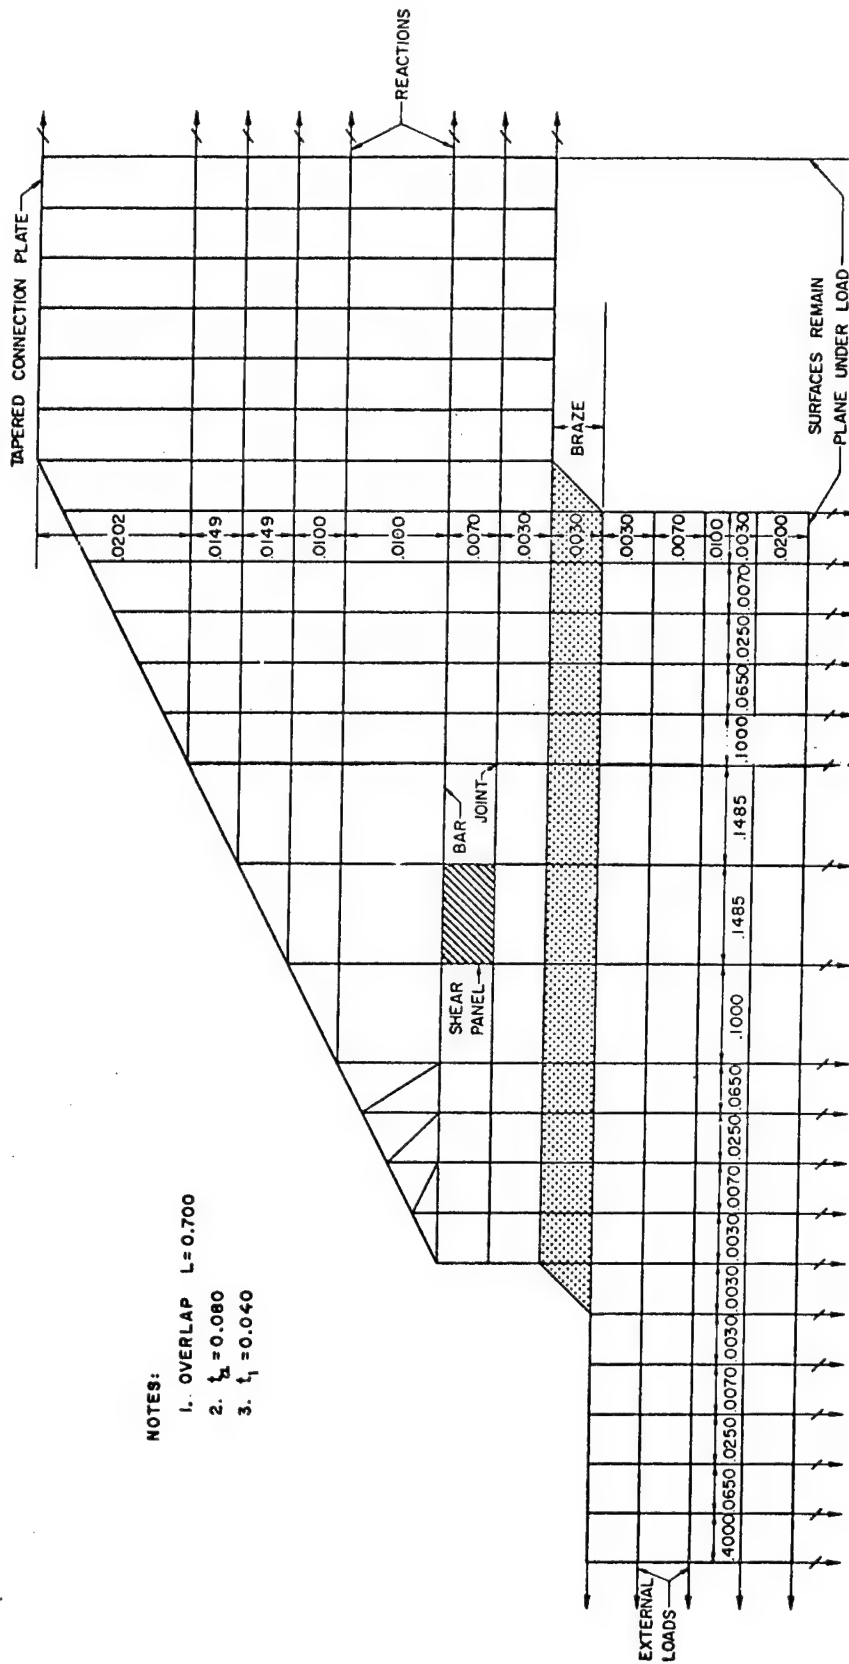 TAPERED CONNECTION PLATE
REACTIONS
.0202
.0149
.0149
.0100
.0100
.0070
.0030
.0030
.0030
.0070
.0100
.0030
.0200
BRAZE
SURFACES REMAIN
PLANE UNDER LOAD
BAR
JOINT
SHEAR
PANEL
.4000 .0650 .0250 .0070 .0030 .0030 .0030 .0070 .0250 .0650 .1000 .1485 .1485 .1000 .0650 .0250 .0070
EXTERNAL
LOADS
NOTES:
1. OVERLAP L = 0.700
2. t2 = 0.080
3. t1 = 0.040